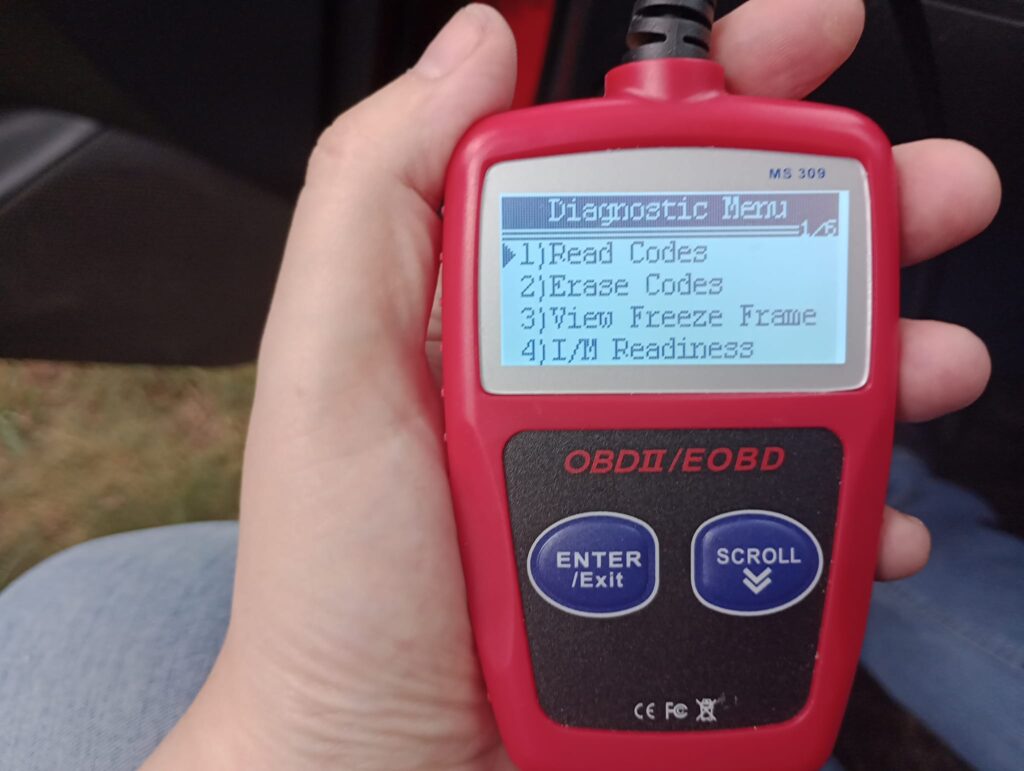 MS 309
Diagnostic Menu
1/6
1)Read Codes
2)Erase Codes
3)View Freeze Frame
4)I/M Readiness
OBDII/EOBD
ENTER
/Exit
SCROLL
CE FC